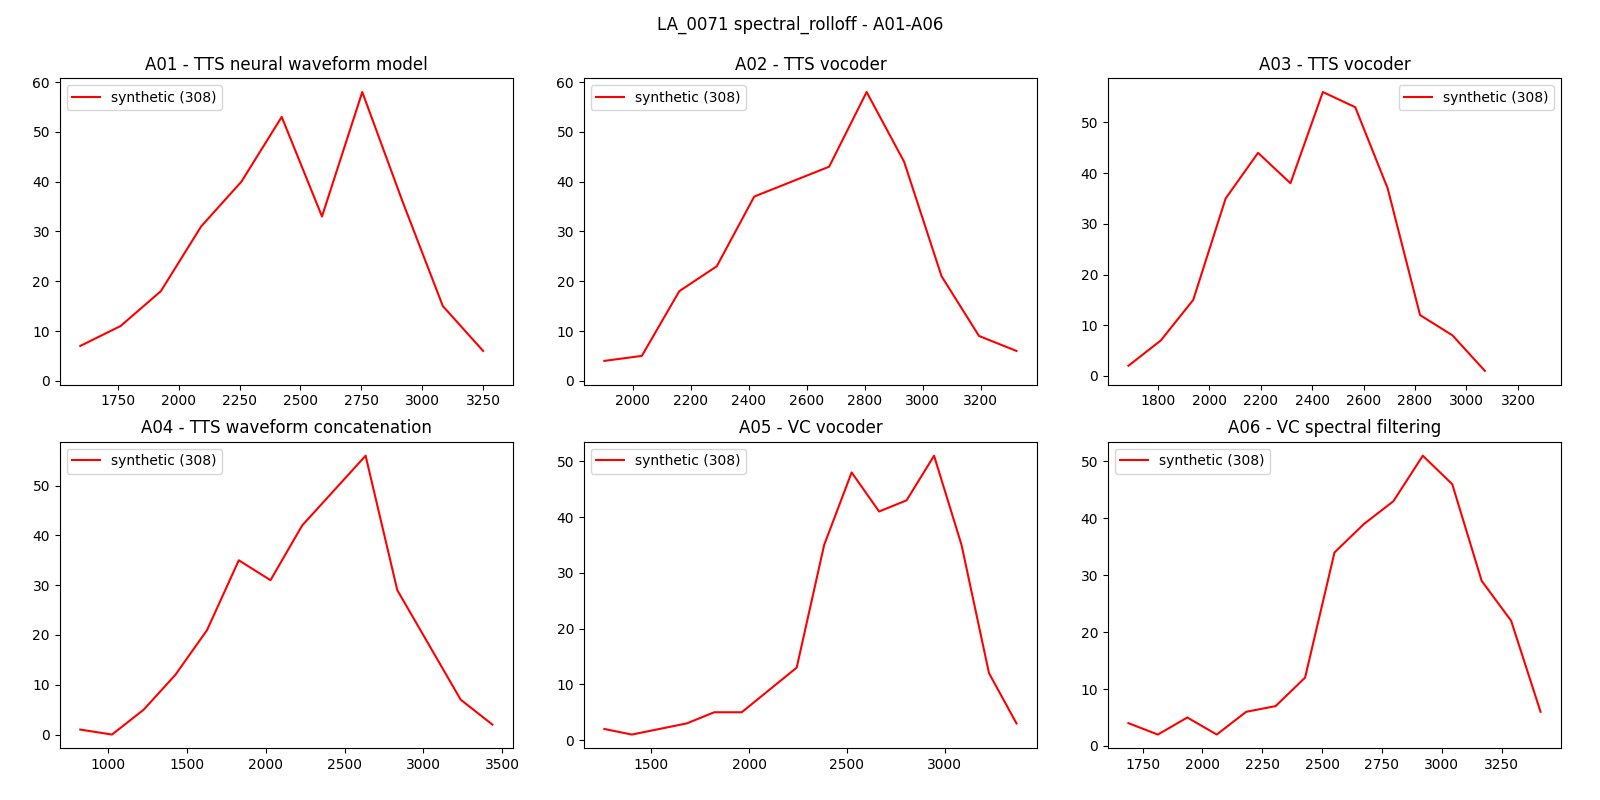 LA_0071 spectral_rolloff - A01-A06
A01 - TTS neural waveform model
synthetic (308)
60
50
40
30
20
10
0
1750 2000 2250 2500 2750 3000 3250
A02 - TTS vocoder
synthetic (308)
60
50
40
30
20
10
0
2000 2200 2400 2600 2800 3000 3200
A03 - TTS vocoder
synthetic (308)
50
40
30
20
10
0
1800 2000 2200 2400 2600 2800 3000 3200
A04 - TTS waveform concatenation
synthetic (308)
50
40
30
20
10
0
1000 1500 2000 2500 3000 3500
A05 - VC vocoder
synthetic (308)
50
40
30
20
10
0
1500 2000 2500 3000
A06 - VC spectral filtering
synthetic (308)
50
40
30
20
10
0
1750 2000 2250 2500 2750 3000 3250